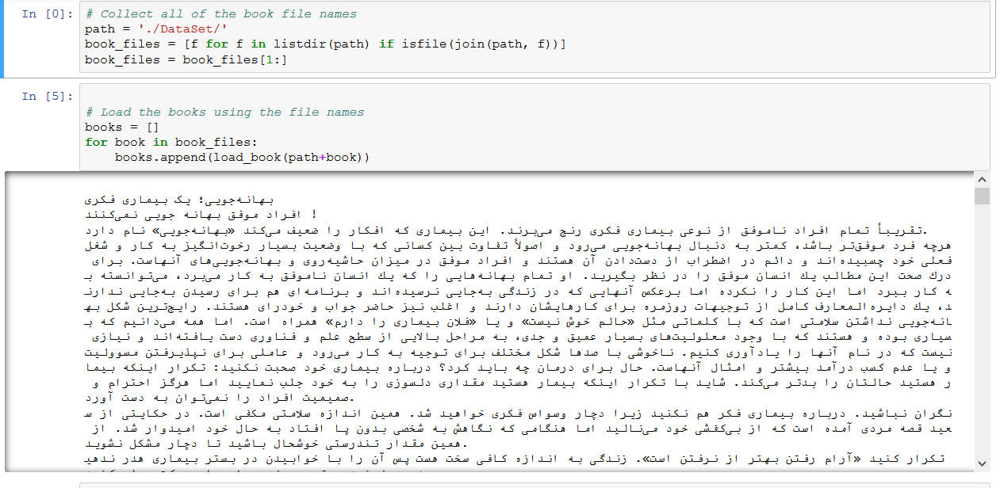 In [0]:
# Collect all of the book file names
path = './DataSet/'
book_files = [f for f in listdir(path) if isfile(join(path, f))]
book_files = book_files[1:]
In [5]:
# Load the books using the file names
books = []
for book in book_files:
    books.append(load_book(path+book))
بهانه‌جویی؛ یک بیماری فکری
افراد موفق بهانه جویی نمی‌کنند !
تقریباً تمام افراد ناموفق از نوعی بیماری فکری رنج می‌برند. این بیماری که افکار را ضعیف می‌کند «بهانه‌جویی» نام دارد.
هرچه فرد موفق‌تر باشد، کمتر به دنبال بهانه‌جویی می‌رود و اصولاً تفاوت بین کسانی که با وضعیت بسیار رخوت‌انگیز به کار و شغل
فعلی خود چسبیده‌اند و دائم در اضطراب از دست‌دادن آن هستند و افراد موفق در میزان حاشیه‌روی و بهانه‌جویی‌های آنهاست. برای
درك صحت این مطالب یك انسان موفق را در نظر بگیرید. او تمام بهانه‌هایی را که یك انسان ناموفق به کار می‌برد، می‌توانسته بـ
ـه کار ببرد اما این کار را نکرده اما برعکس آنهایی که در زندگی به‌جایی نرسیده‌اند و برنامه‌ای هم برای رسیدن به‌جایی ندارنـ
ـد، یك دایره‌المعارف کامل از توجیهات روزمره برای کارهایشان دارند و اغلب نیز حاضر جواب و خودرای هستند. رایج‌ترین شکل بهـ
ـانه‌جویی نداشتن سلامتی است که با کلماتی مثل «حالم خوش نیست» و یا «فلان بیماری را دارم» همراه است. اما همه می‌دانیم که بـ
ـسیاری بوده و هستند که با وجود معلولیت‌های بسیار عمیق و جدی، به مراحل بالایی از سطح علم و فناوری دست یافته‌اند و نیازی
نیست که در نام آنها را یادآوری کنیم. ناخوشی با صدها شکل مختلف برای توجیه به کار می‌رود و عاملی برای نپذیرفتن مسوولیت
و یا عدم کسب درآمد بیشتر و امثال آنهاست. حال برای درمان چه باید کرد؟ درباره بیماری خود صحبت نکنید: تکرار اینکه بیما
ر هستید حالتان را بدتر می‌کند. شاید با تکرار اینکه بیمار هستید مقداری دلسوزی را به خود جلب نمایید اما هرگز احترام و
صمیمیت افراد را نمی‌توان به دست آورد.
نگران نباشید. درباره بیماری فکر هم نکنید زیرا دچار وسواس فکری خواهید شد. همین اندازه سلامتی مکفی است. در حکایتی از سـ
ـعید قصه مردی آمده است که از بی‌کفشی خود می‌نالید اما هنگامی که نگاهش به شخصی بدون پا افتاد به حال خود امیدوار شد. از
همین مقدار تندرستی خوشحال باشید تا دچار مشکل نشوید.
تکرار کنید «آرام رفتن بهتر از نرفتن است». زندگی به اندازه کافی سخت هست پس آن را با خوابیدن در بستر بیماری هدر ندهیـ